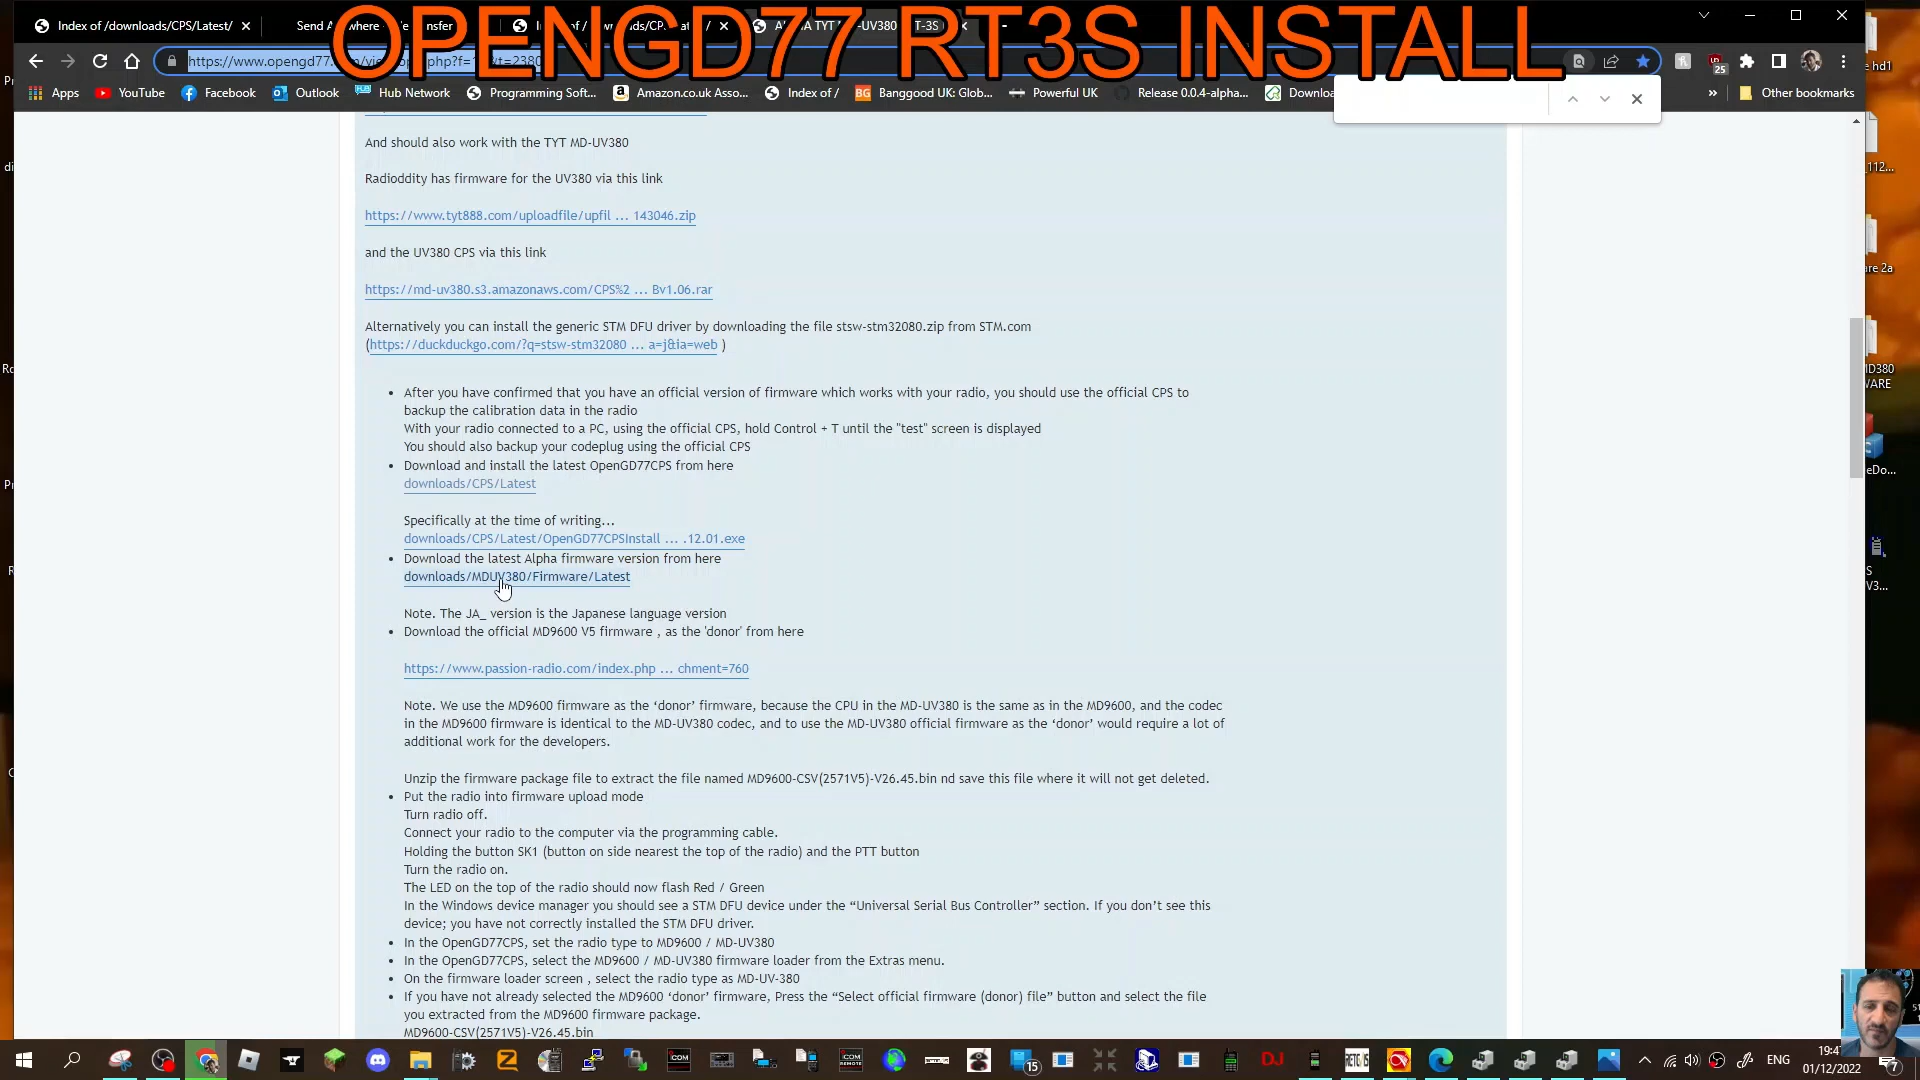 OPENGD77 RT3S INSTALL
Index of /downloads/CPS/Latest/
Send Anywhere
https://www.opengd77.
Apps
YouTube
Facebook
Outlook
Hub Network
Programming Soft...
Amazon.co.uk Asso...
Index of /
Banggood UK: Glob...
Powerful UK
Release 0.0.4-alpha...
»
Other bookmarks
25
And should also work with the TYT MD-UV380
Radioddity has firmware for the UV380 via this link
https://www.tyt888.com/uploadfile/upfil ... 143046.zip
and the UV380 CPS via this link
https://md-uv380.s3.amazonaws.com/CPS%2 ... Bv1.06.rar
Alternatively you can install the generic STM DFU driver by downloading the file stsw-stm32080.zip from STM.com
(https://duckduckgo.com/?q=stsw-stm32080 ... a=j&ia=web )
• After you have confirmed that you have an official version of firmware which works with your radio, you should use the official CPS to
backup the calibration data in the radio
With your radio connected to a PC, using the official CPS, hold Control + T until the "test" screen is displayed
You should also backup your codeplug using the official CPS
• Download and install the latest OpenGD77CPS from here
downloads/CPS/Latest
Specifically at the time of writing...
downloads/CPS/Latest/OpenGD77CPSInstall ... .12.01.exe
• Download the latest Alpha firmware version from here
downloads/MDUV380/Firmware/Latest
Note. The JA_ version is the Japanese language version
• Download the official MD9600 V5 firmware , as the 'donor' from here
https://www.passion-radio.com/index.php ... chment=760
Note. We use the MD9600 firmware as the ‘donor’ firmware, because the CPU in the MD-UV380 is the same as in the MD9600, and the codec
in the MD9600 firmware is identical to the MD-UV380 codec, and to use the MD-UV380 official firmware as the ‘donor’ would require a lot of
additional work for the developers.
Unzip the firmware package file to extract the file named MD9600-CSV(2571V5)-V26.45.bin nd save this file where it will not get deleted.
• Put the radio into firmware upload mode
Turn radio off.
Connect your radio to the computer via the programming cable.
Holding the button SK1 (button on side nearest the top of the radio) and the PTT button
Turn the radio on.
The LED on the top of the radio should now flash Red / Green
In the Windows device manager you should see a STM DFU device under the “Universal Serial Bus Controller” section. If you don’t see this
device; you have not correctly installed the STM DFU driver.
• In the OpenGD77CPS, set the radio type to MD9600 / MD-UV380
• In the OpenGD77CPS, select the MD9600 / MD-UV380 firmware loader from the Extras menu.
• On the firmware loader screen , select the radio type as MD-UV-380
• If you have not already selected the MD9600 ‘donor’ firmware, Press the “Select official firmware (donor) file” button and select the file
you extracted from the MD9600 firmware package.
MD9600-CSV(2571V5)-V26.45.bin
e hd1
_112...
are 2a
MD380
WARE
eDo...
S
V3...
15
DJ
ENG
19:4
01/12/2022
7